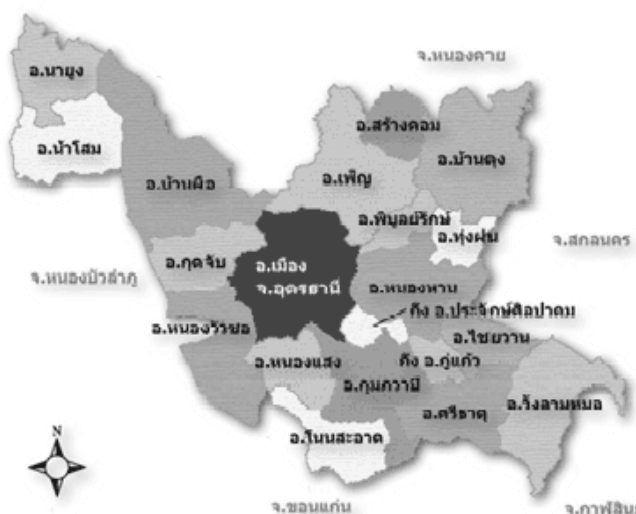 จ.หนองคาย
อ.นายูง
อ.สร้างคอม
อ.น้ำโสม
อ.บ้านดุง
อ.บ้านผือ
อ.เพ็ญ
อ.พิบูลย์รักษ์
อ.ทุ่งฝน
จ.สกลนคร
อ.กุดจับ
อ.เมือง
จ.อุดรธานี
จ.หนองบัวลำภู
อ.หนองหาน
กิ่ง อ.ประจักษ์ศิลปาคม
อ.หนองวัวซอ
อ.ไชยวาน
อ.หนองแสง
กิ่ง อ.กู่แก้ว
อ.กุมภวาปี
อ.วังสามหมอ
อ.ศรีธาตุ
อ.โนนสะอาด
N
จ.ขอนแก่น